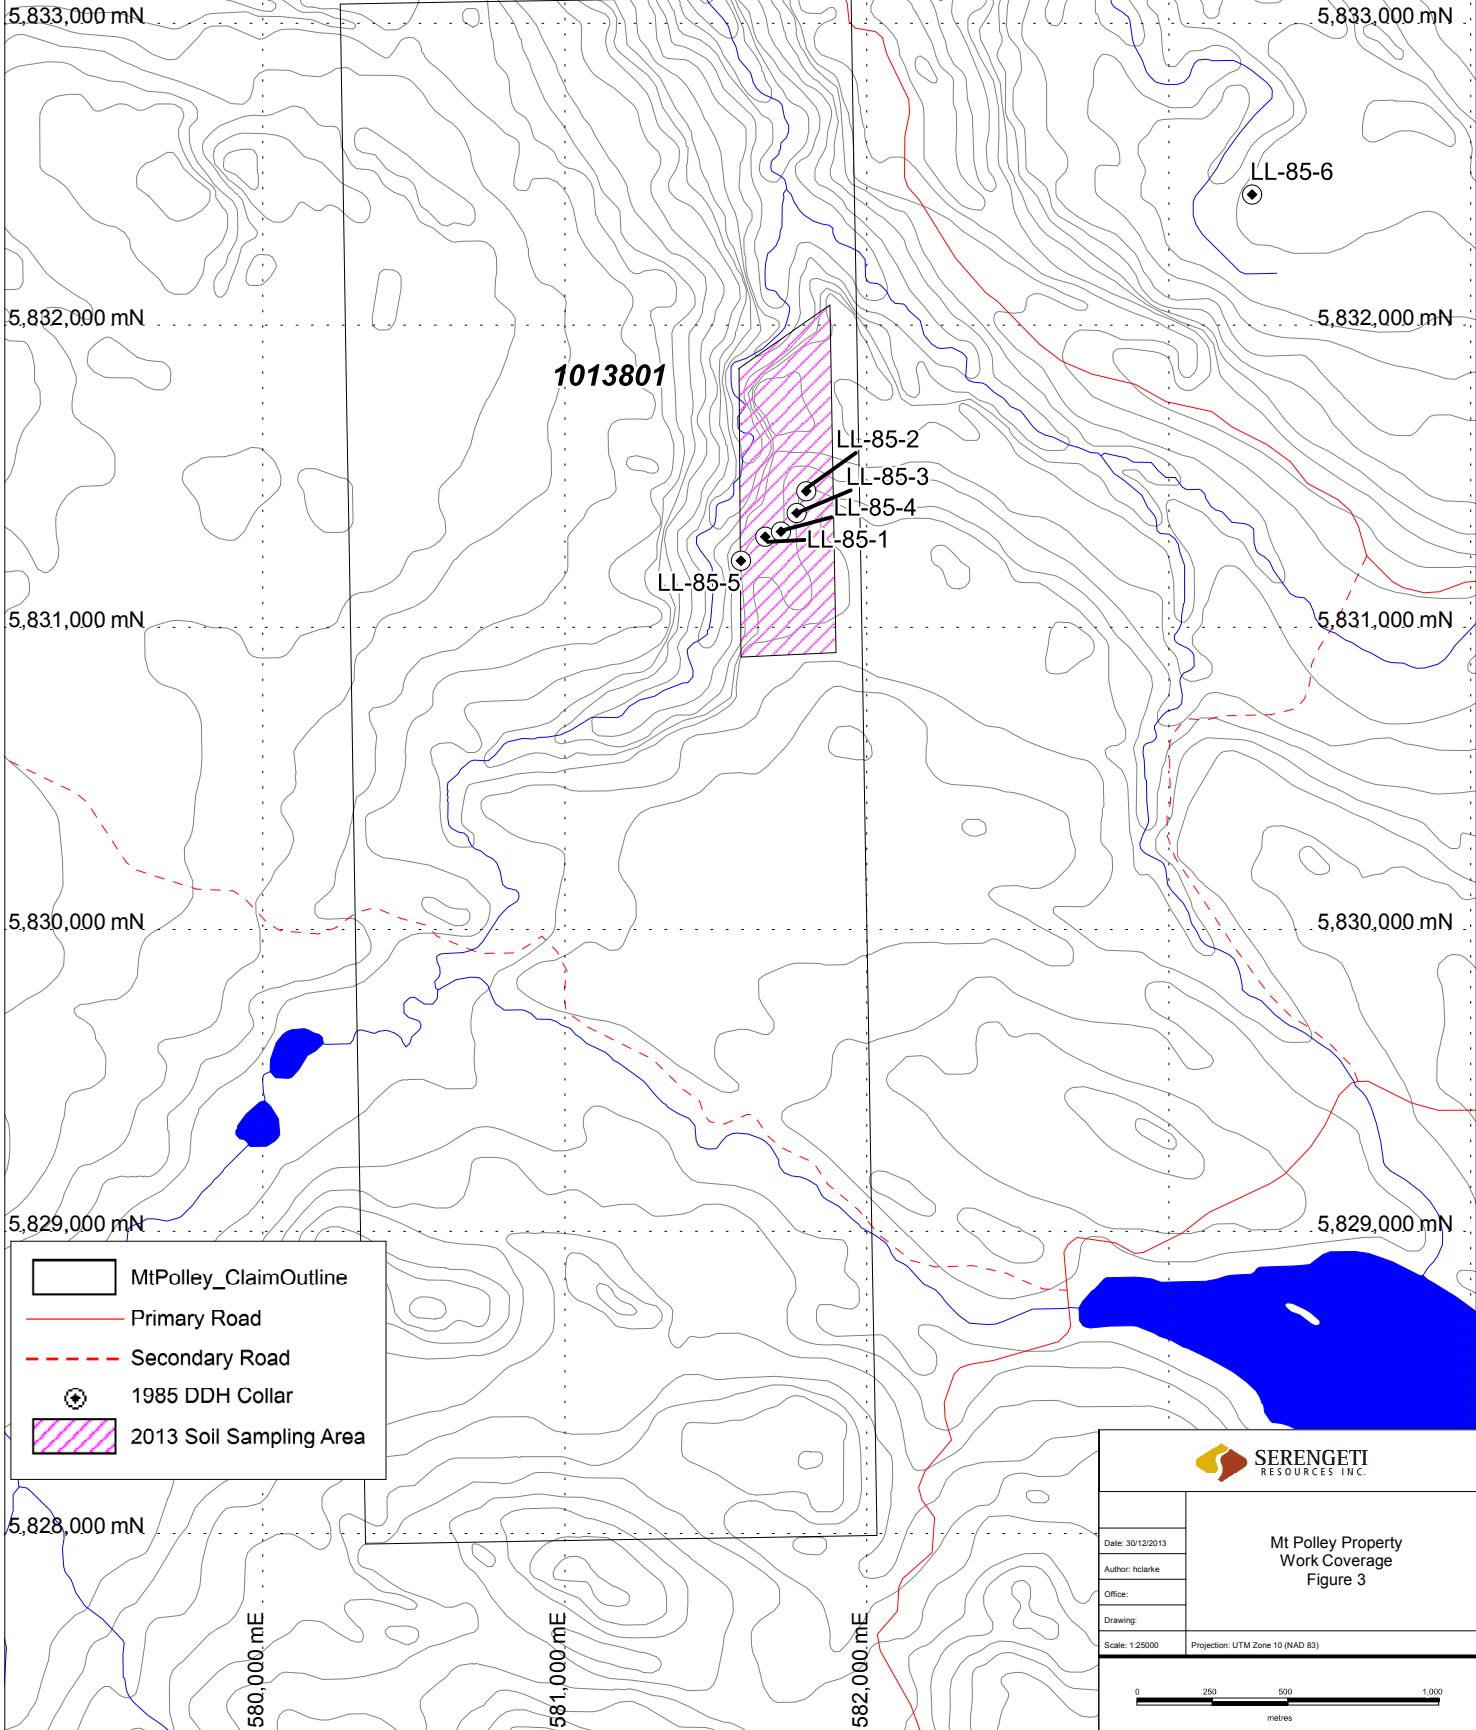 5,833,000 mN
5,833,000 mN
LL-85-6
5,832,000 mN
5,832,000 mN
1013801
LL-85-2
LL-85-3
LL-85-4
LL-85-1
LL-85-5
5,831,000 mN
5,831,000 mN
5,830,000 mN
5,830,000 mN
5,829,000 mN
5,829,000 mN
MtPolley_ClaimOutline
Primary Road
Secondary Road
1985 DDH Collar
2013 Soil Sampling Area
5,828,000 mN
580,000 mE
581,000 mE
582,000 mE
SERENGETI
RESOURCES INC.
Date: 30/12/2013
Author: hclarke
Office:
Drawing:
Scale: 1:25000
Mt Polley Property
Work Coverage
Figure 3
Projection: UTM Zone 10 (NAD 83)
0 250 500 1,000
metres